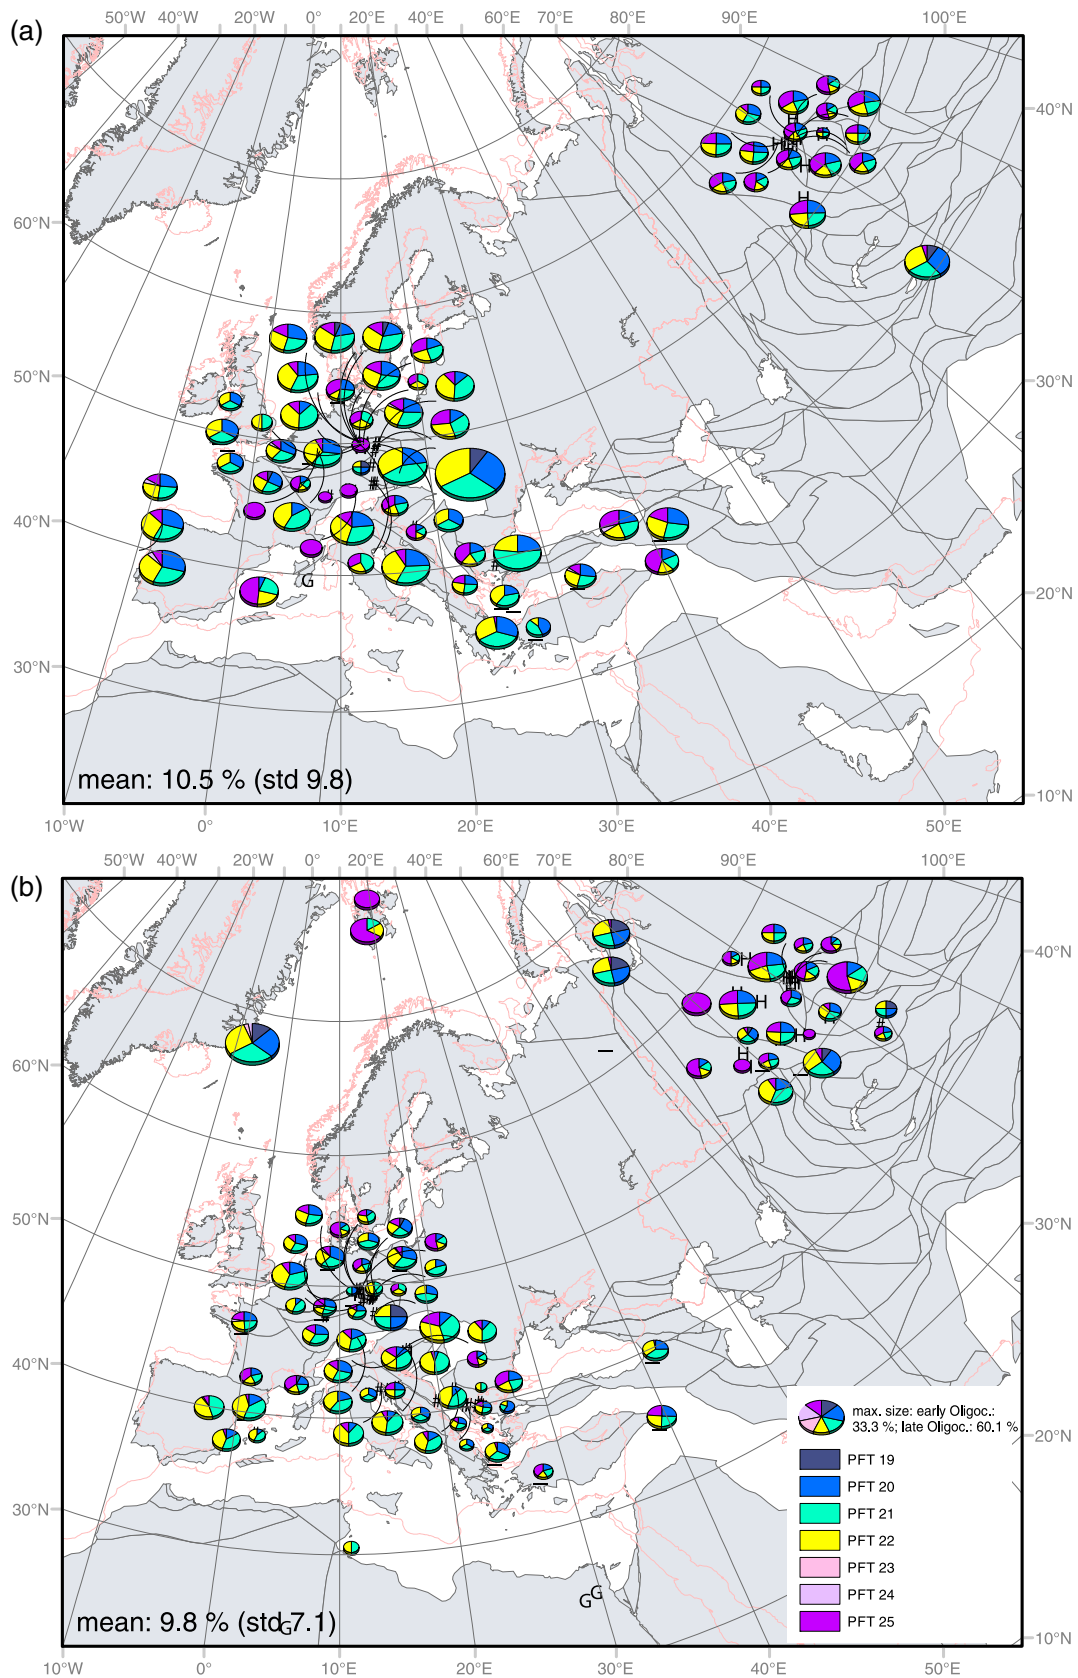 50°W 40°W 30°W 20°W 10°W 0° 10°E 20°E 40°E 60°E 70°E 80°E 90°E 100°E
(a)
40°N
60°N
50°N
30°N
40°N
20°N
30°N
mean: 10.5 % (std 9.8)
10°N
10°W 0° 10°E 20°E 30°E 40°E 50°E
50°W 40°W 30°W 20°W 0° 20°E 40°E 60°E 70°E 80°E 90°E 100°E
(b)
40°N
60°N
50°N
30°N
40°N
max. size: early Oligoc.:
33.3 %; late Oligoc.: 60.1 %
20°N
PFT 19
PFT 20
30°N
PFT 21
PFT 22
PFT 23
PFT 24
PFT 25
mean: 9.8 % (std 7.1)
10°N
10°W 0° 10°E 20°E 30°E 40°E 50°E
H
H
H
H
G
H
H
H
H
H
G
G
G